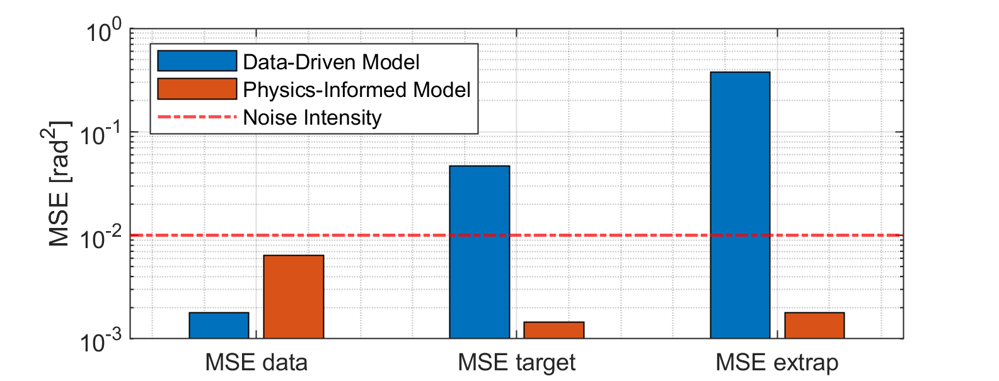 10^0
10^-1
10^-2
10^-3
MSE [rad^2]
Data-Driven Model
Physics-Informed Model
Noise Intensity
MSE data
MSE target
MSE extrap